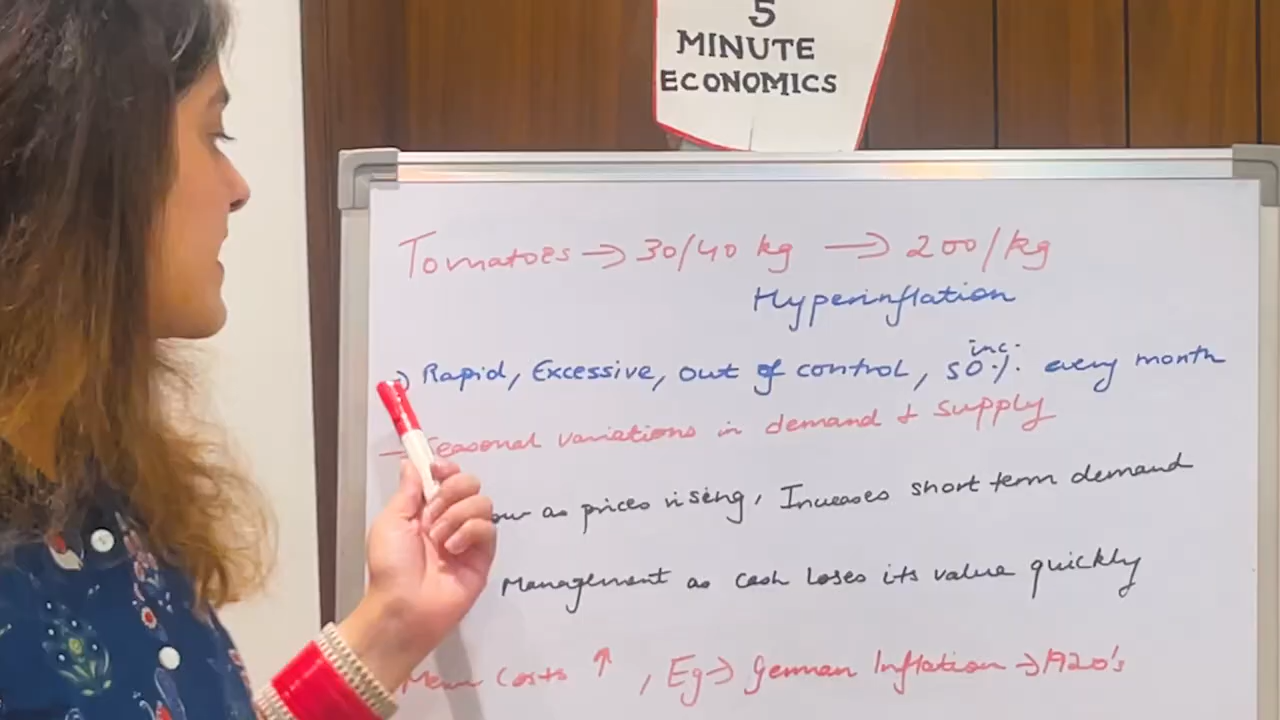 5
MINUTE
ECONOMICS
Tomatoes → 30/40 kg → 200/kg
Hyperinflation
→ Rapid, Excessive, out of control, 50% inc. every month
→ Seasonal variations in demand + supply
as prices rising, Increases short term demand
Management as cash loses its value quickly
Menu Costs ↑, Eg → German Inflation → 1920's